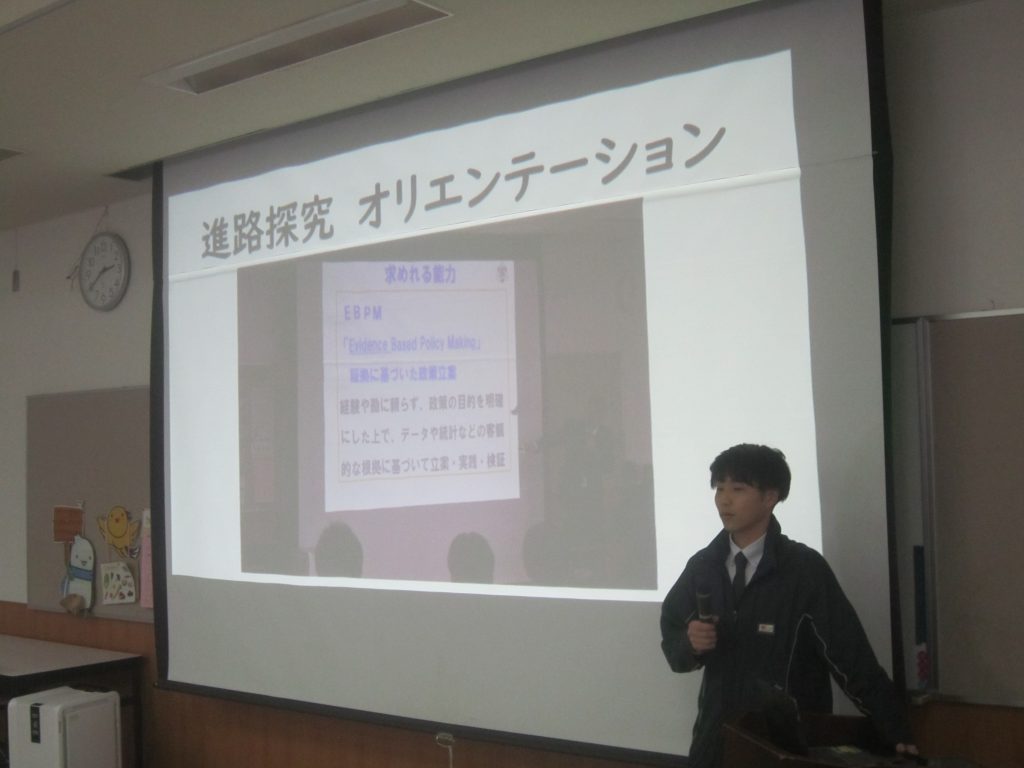 進路探究 オリエンテーション
求めれる能力
EBPM
「Evidence Based Policy Making」
証拠に基づいた政策立案
経験や勘に頼らず、政策の目的を明確
にした上で、データや統計などの客観
的な根拠に基づいて立案・実践・検証